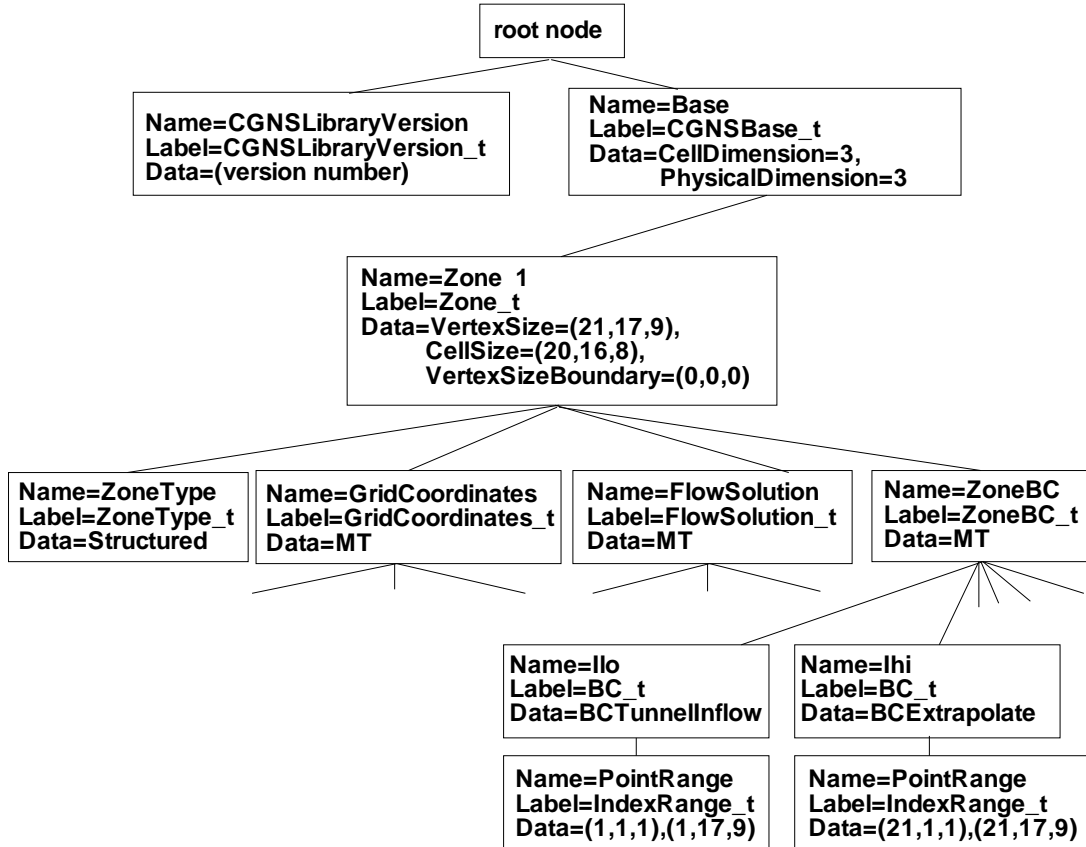 root node
Name=CGNSLibraryVersion
Label=CGNSLibraryVersion_t
Data=(version number)
Name=Base
Label=CGNSBase_t
Data=CellDimension=3,
PhysicalDimension=3
Name=Zone 1
Label=Zone_t
Data=VertexSize=(21,17,9),
CellSize=(20,16,8),
VertexSizeBoundary=(0,0,0)
Name=ZoneType
Label=ZoneType_t
Data=Structured
Name=GridCoordinates
Label=GridCoordinates_t
Data=MT
Name=FlowSolution
Label=FlowSolution_t
Data=MT
Name=ZoneBC
Label=ZoneBC_t
Data=MT
Name=Ilo
Label=BC_t
Data=BCTunnelInflow
Name=Ihi
Label=BC_t
Data=BCExtrapolate
Name=PointRange
Label=IndexRange_t
Data=(1,1,1),(1,17,9)
Name=PointRange
Label=IndexRange_t
Data=(21,1,1),(21,17,9)